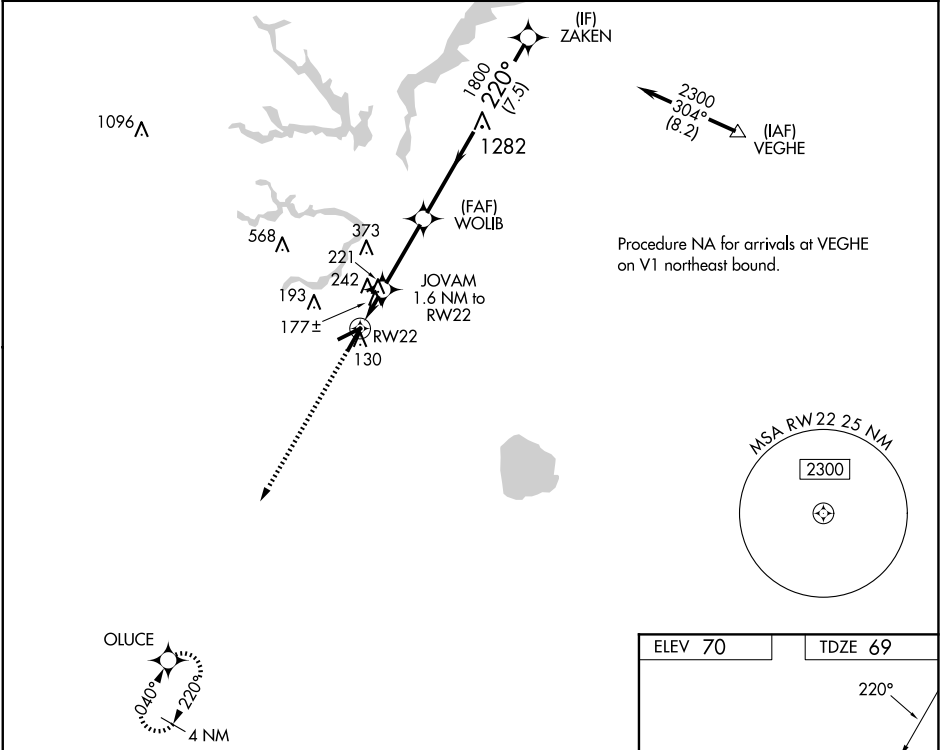 (IF)
ZAKEN
1800
220°
(7.5)
2300
304°
(8.2)
(IAF)
VEGHE
1096
1282
(FAF)
WOLIB
Procedure NA for arrivals at VEGHE
on V1 northeast bound.
568
373
221
242
193
177±
JOVAM
1.6 NM to
RW22
RW22
130
MSA RW22 25 NM
2300
OLUCE
040°
220°
4 NM
ELEV 70
TDZE 69
220°